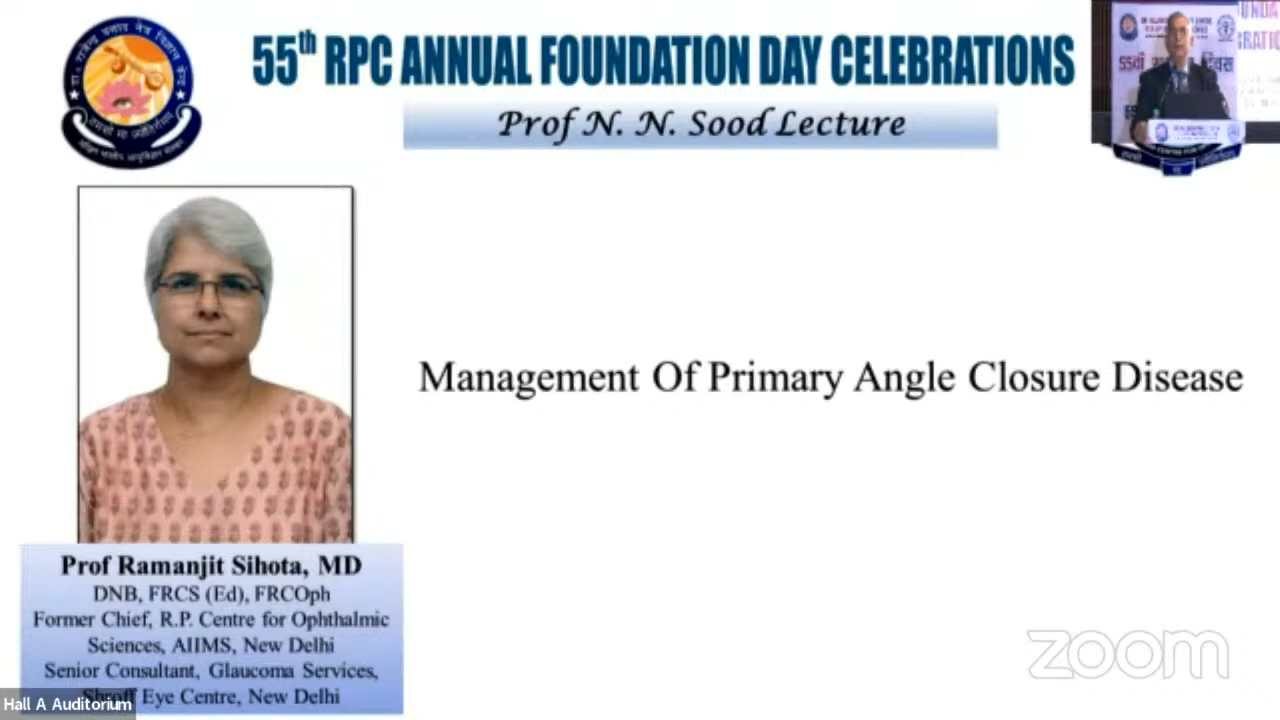 55th RPC ANNUAL FOUNDATION DAY CELEBRATIONS
Prof N. N. Sood Lecture
Management Of Primary Angle Closure Disease
Prof Ramanjit Sihota, MD
DNB, FRCS (Ed), FRCOph
Former Chief, R.P. Centre for Ophthalmic
Sciences, AIIMS, New Delhi
Senior Consultant, Glaucoma Services,
Shroff Eye Centre, New Delhi
Hall A Auditorium
zoom